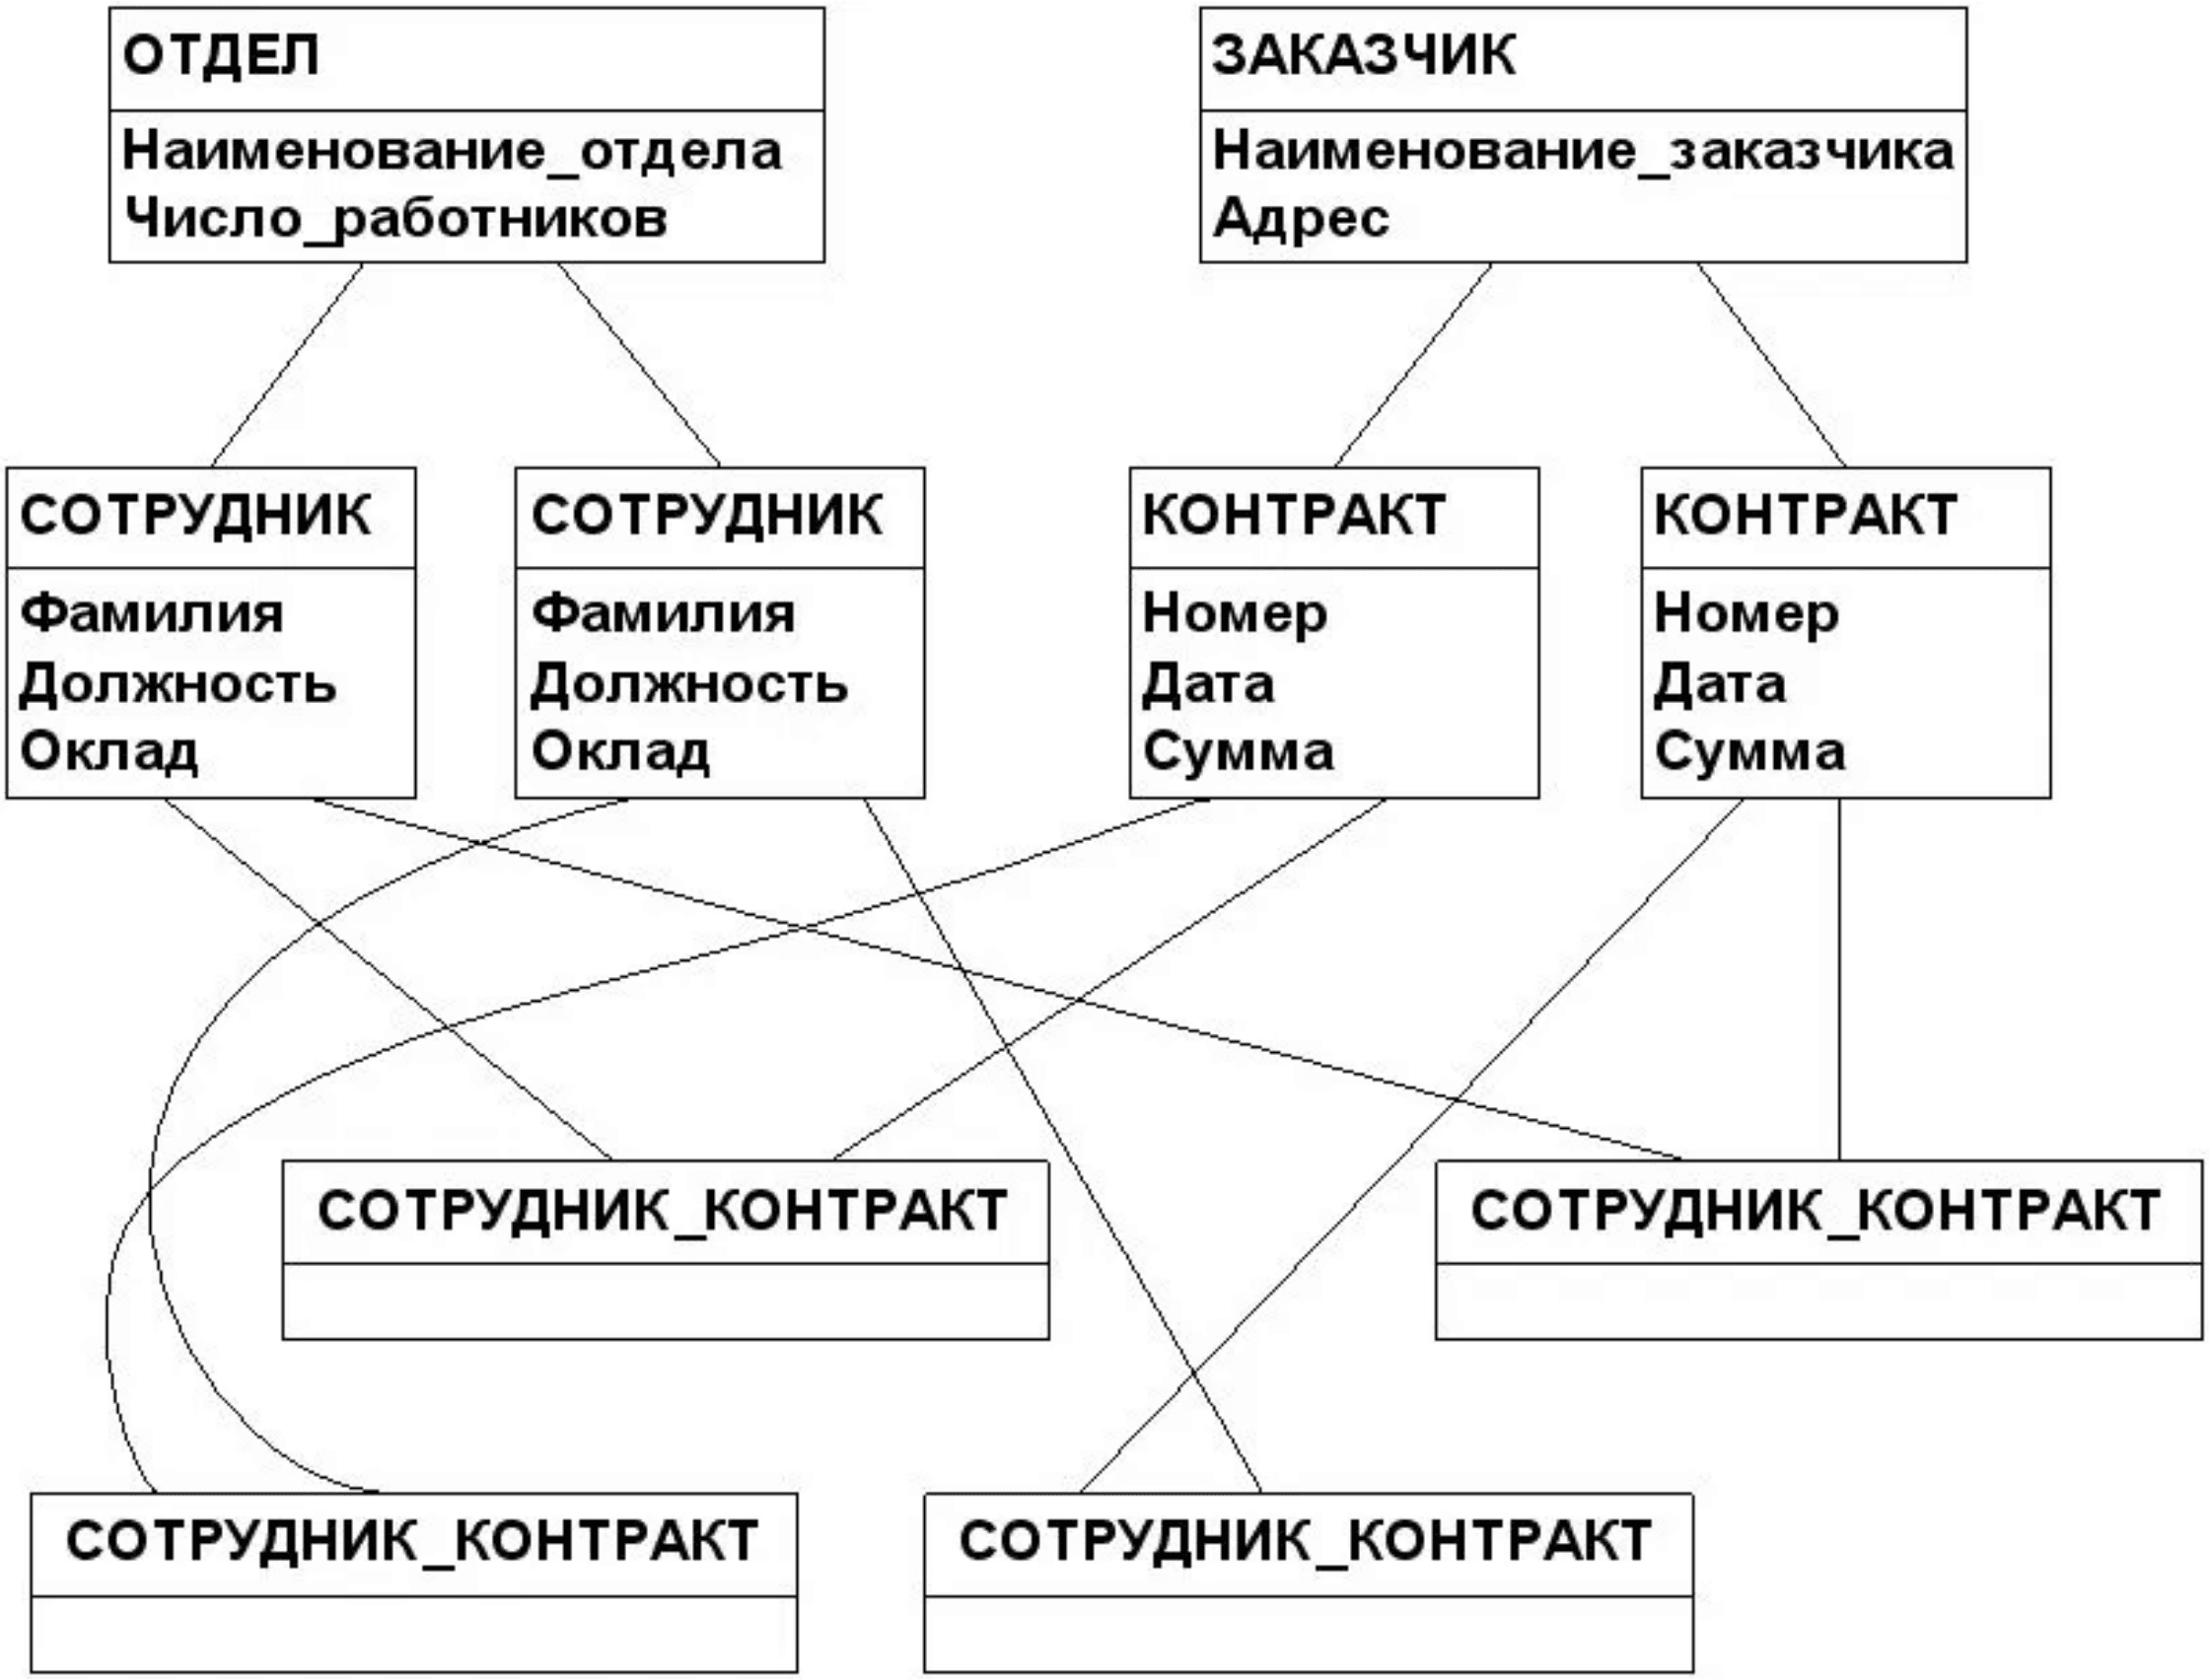 ОТДЕЛ
Наименование_отдела
Число_работников
ЗАКАЗЧИК
Наименование_заказчика
Адрес
СОТРУДНИК
Фамилия
Должность
Оклад
СОТРУДНИК
Фамилия
Должность
Оклад
КОНТРАКТ
Номер
Дата
Сумма
КОНТРАКТ
Номер
Дата
Сумма
СОТРУДНИК_КОНТРАКТ
СОТРУДНИК_КОНТРАКТ
СОТРУДНИК_КОНТРАКТ
СОТРУДНИК_КОНТРАКТ